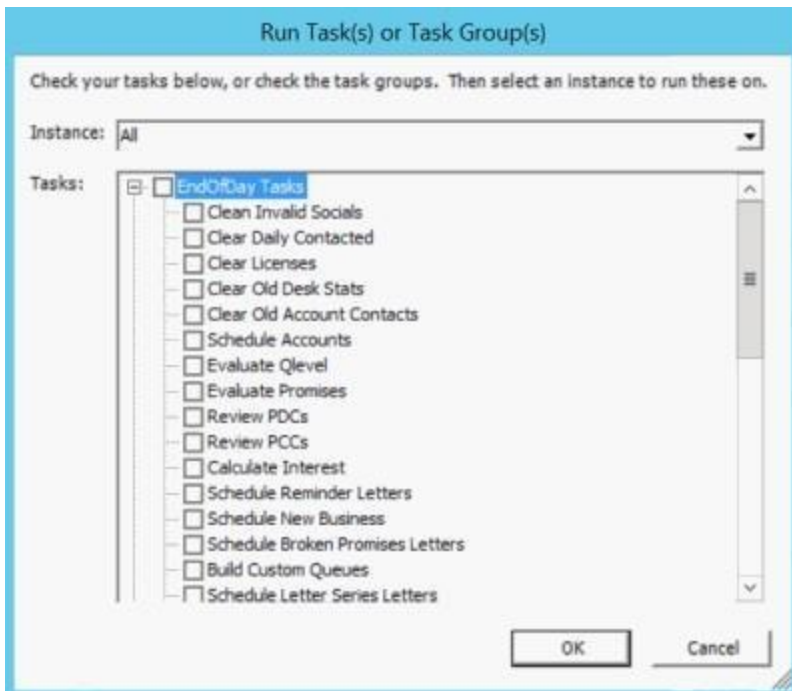 Run Task(s) or Task Group(s)
Check your tasks below, or check the task groups. Then select an instance to run these on.
Instance: All
Tasks: EndOfDay Tasks
Clean Invalid Socials
Clear Daily Contacted
Clear Licenses
Clear Old Desk Stats
Clear Old Account Contacts
Schedule Accounts
Evaluate Qlevel
Evaluate Promises
Review PDCs
Review PCCs
Calculate Interest
Schedule Reminder Letters
Schedule New Business
Schedule Broken Promises Letters
Build Custom Queues
Schedule Letter Series Letters
OK Cancel